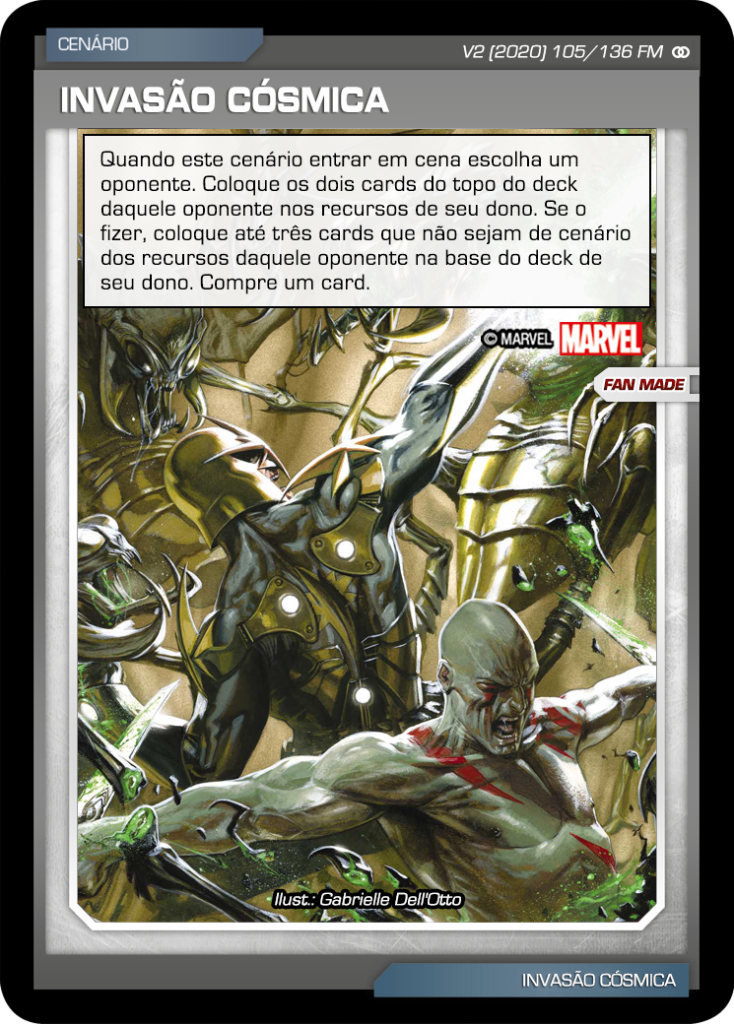 CENÁRIO
V2 (2020) 105/136 FM
INVASÃO CÓSMICA
Quando este cenário entrar em cena escolha um
oponente. Coloque os dois cards do topo do deck
daquele oponente nos recursos de seu dono. Se o
fizer, coloque até três cards que não sejam de cenário
dos recursos daquele oponente na base do deck de
seu dono. Compre um card.
© MARVEL MARVEL
FAN MADE
Ilust.: Gabrielle Dell'Otto
INVASÃO CÓSMICA